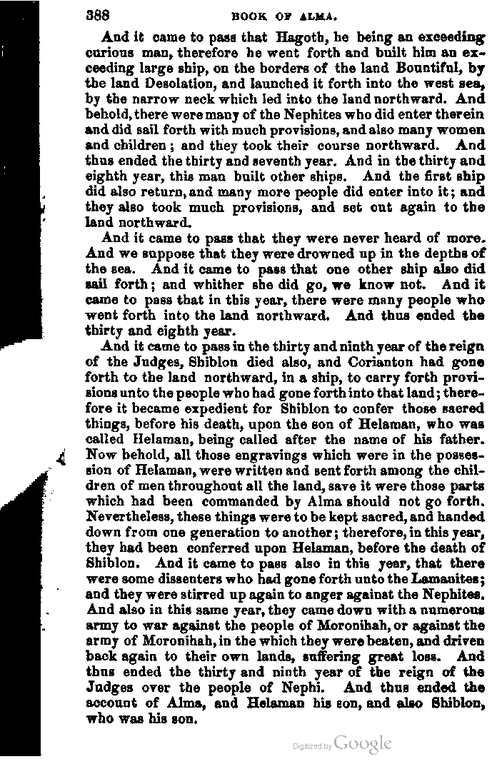 388 BOOK OF ALMA.
And it came to pass that Hagoth, he being an exceeding
curious man, therefore he went forth and built him an ex-
ceeding large ship, on the borders of the land Bountiful, by
the land Desolation, and launched it forth into the west sea,
by the narrow neck which led into the land northward. And
behold, there were many of the Nephites who did enter therein
and did sail forth with much provisions, and also many women
and children; and they took their course northward. And
thus ended the thirty and seventh year. And in the thirty and
eighth year, this man built other ships. And the first ship
did also return, and many more people did enter into it; and
they also took much provisions, and set out again to the
land northward.
And it came to pass that they were never heard of more.
And we suppose that they were drowned up in the depths of
the sea. And it came to pass that one other ship also did
sail forth; and whither she did go, we know not. And it
came to pass that in this year, there were many people who
went forth into the land northward. And thus ended the
thirty and eighth year.
And it came to pass in the thirty and ninth year of the reign
of the Judges, Shiblon died also, and Corianton had gone
forth to the land northward, in a ship, to carry forth provi-
sions unto the people who had gone forth into that land; there-
fore it became expedient for Shiblon to confer those sacred
things, before his death, upon the son of Helaman, who was
called Helaman, being called after the name of his father.
Now behold, all those engravings which were in the posses-
sion of Helaman, were written and sent forth among the chil-
dren of men throughout all the land, save it were those parts
which had been commanded by Alma should not go forth.
Nevertheless, these things were to be kept sacred, and handed
down from one generation to another; therefore, in this year,
they had been conferred upon Helaman, before the death of
Shiblon. And it came to pass also in this year, that there
were some dissenters who had gone forth unto the Lamanites;
and they were stirred up again to anger against the Nephites.
And also in this same year, they came down with a numerous
army to war against the people of Moronihah, or against the
army of Moronihah, in the which they were beaten, and driven
back again to their own lands, suffering great loss. And
thus ended the thirty and ninth year of the reign of the
Judges over the people of Nephi. And thus ended the
account of Alma, and Helaman his son, and also Shiblon,
who was his son.
Digitized by Google